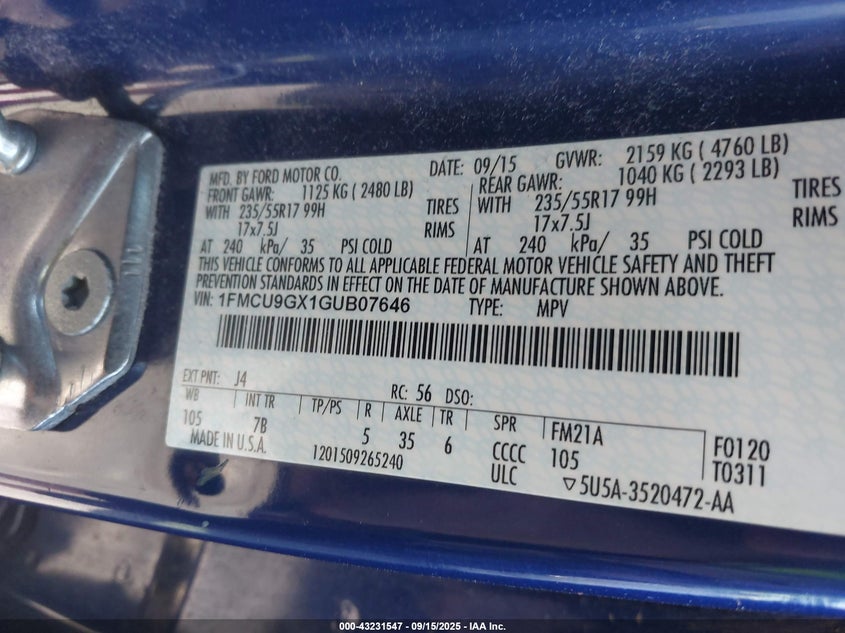 MFD. BY FORD MOTOR CO. DATE: 09/15 GVWR: 2159 KG ( 4760 LB)
FRONT GAWR: 1125 KG ( 2480 LB) REAR GAWR: 1040 KG ( 2293 LB)
WITH 235/55R17 99H TIRES WITH 235/55R17 99H TIRES
17x7.5J RIMS 17x7.5J RIMS
AT 240 kPa/ 35 PSI COLD AT 240 kPa/ 35 PSI COLD
THIS VEHICLE CONFORMS TO ALL APPLICABLE FEDERAL MOTOR VEHICLE SAFETY AND THEFT
PREVENTION STANDARDS IN EFFECT ON THE DATE OF MANUFACTURE SHOWN ABOVE.
VIN: 1FMCU9GX1GUB07646 TYPE: MPV
EXT PNT: J4 RC: 56 DSO:
WB INT TR TP/PS R AXLE TR SPR FM21A F0120
105 7B 5 35 6 CCCC 105 T0311
MADE IN U.S.A. 1201509265240 ULC ▽5U5A-3520472-AA
000-43231547 - 09/15/2025 - IAA Inc.